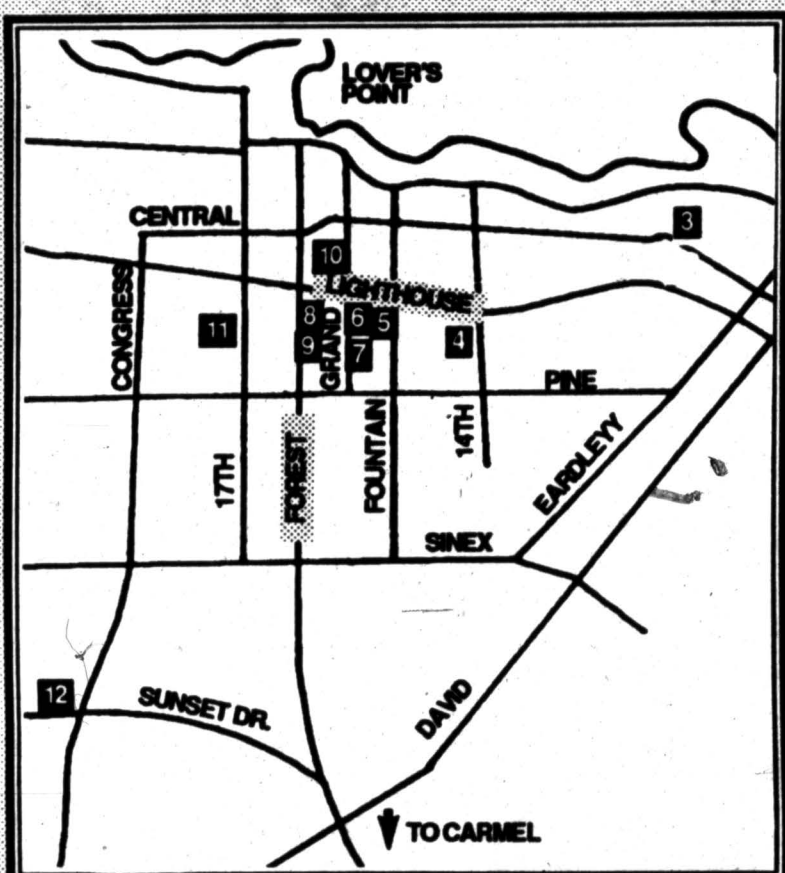 LOVER'S
POINT
CENTRAL
3
10
LIGHTHOUSE
CONGRESS
11
8
GRAND
6
5
4
9
7
PINE
17TH
FOREST
FOUNTAIN
14TH
EARDLEYY
SINEX
12
SUNSET DR.
DAVID
TO CARMEL